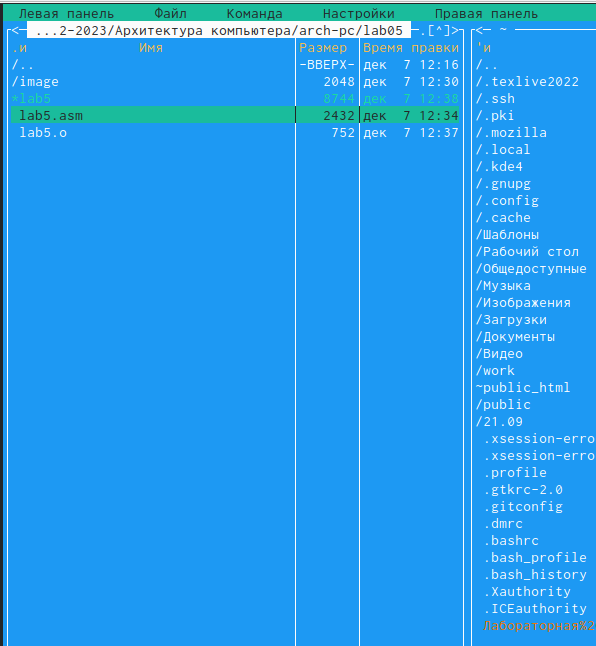 Левая панель Файл Команда Настройки Правая панель
<─ ...2-2023/Архитектура компьютера/arch-pc/lab05 ─.[^]>
.и Имя Размер Время правки
/.. -ВВЕРХ- дек 7 12:16
/image 2048 дек 7 12:30
*lab5 8744 дек 7 12:38
lab5.asm 2432 дек 7 12:34
lab5.o 752 дек 7 12:37
<─ ~
'и
/..
/.texlive2022
/.ssh
/.pki
/.mozilla
/.local
/.kde4
/.gnupg
/.config
/.cache
/Шаблоны
/Рабочий стол
/Общедоступные
/Музыка
/Изображения
/Загрузки
/Документы
/Видео
/work
~public_html
/public
/21.09
.xsession-erro
.xsession-erro
.profile
.gtkrc-2.0
.gitconfig
.dmrc
.bashrc
.bash_profile
.bash_history
.Xauthority
.ICEauthority
Лабораторная%2